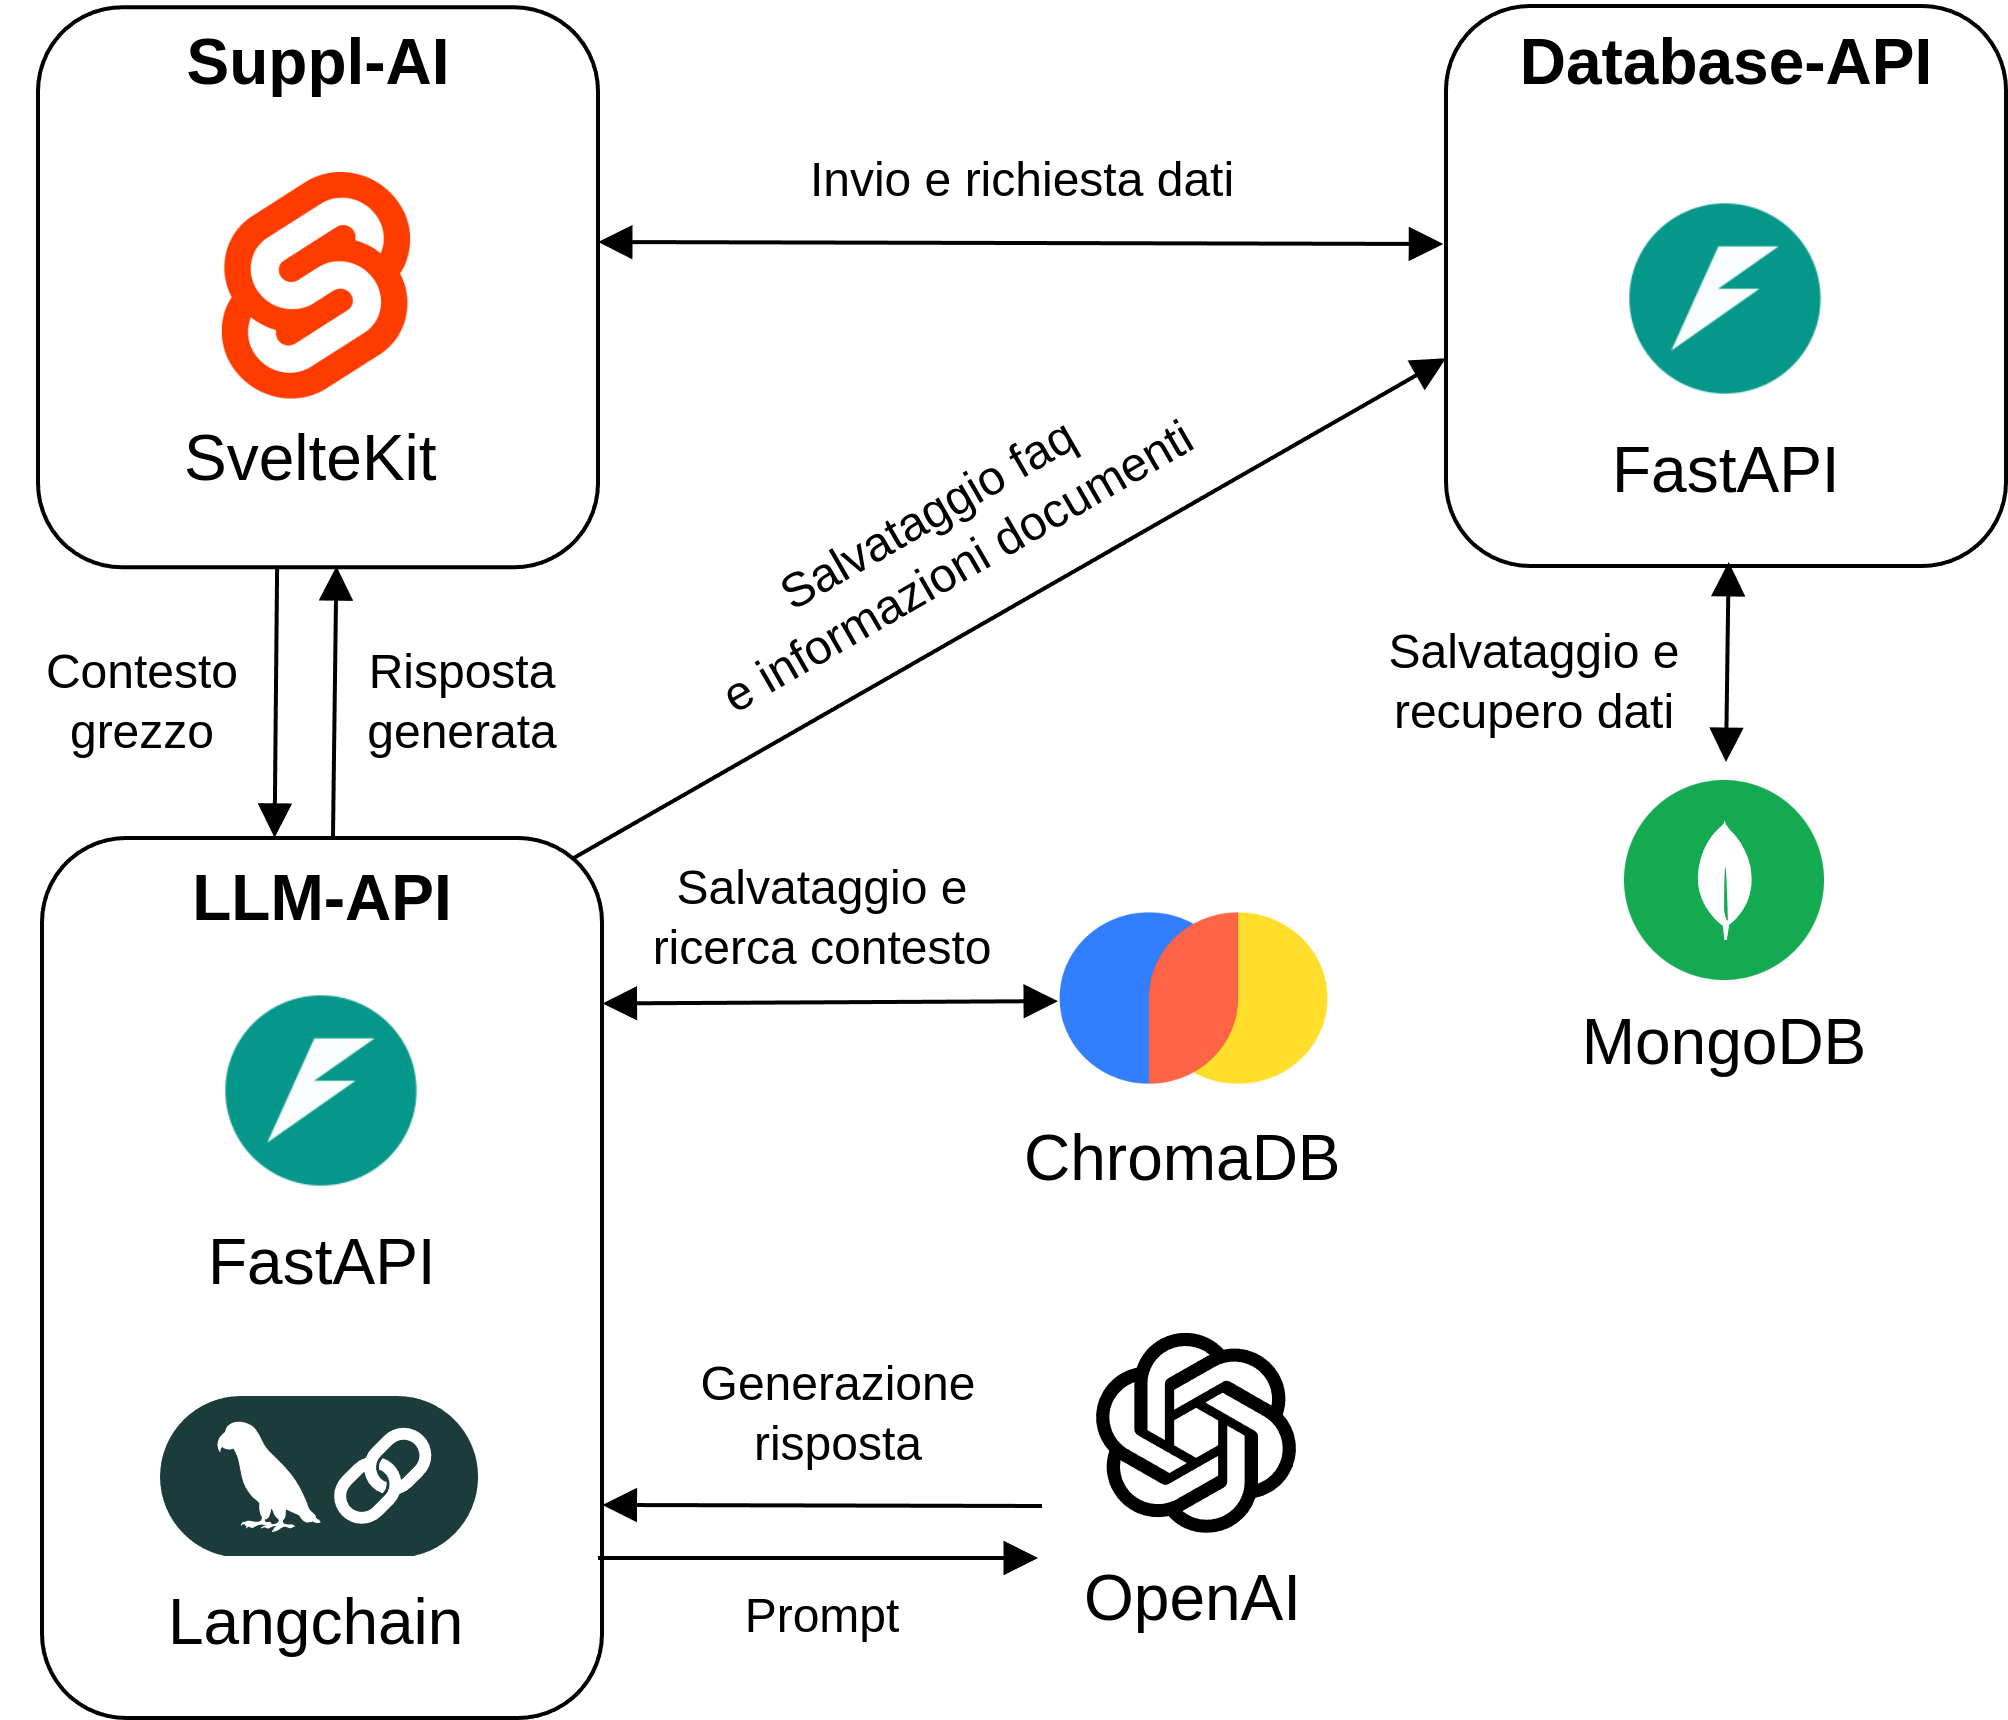 Suppl-AI
Database-API
Invio e richiesta dati
SvelteKit
FastAPI
Salvataggio faq
e informazioni documenti
Contesto
grezzo
Risposta
generata
Salvataggio e
recupero dati
LLM-API
Salvataggio e
ricerca contesto
MongoDB
ChromaDB
FastAPI
Generazione
risposta
OpenAI
Prompt
Langchain